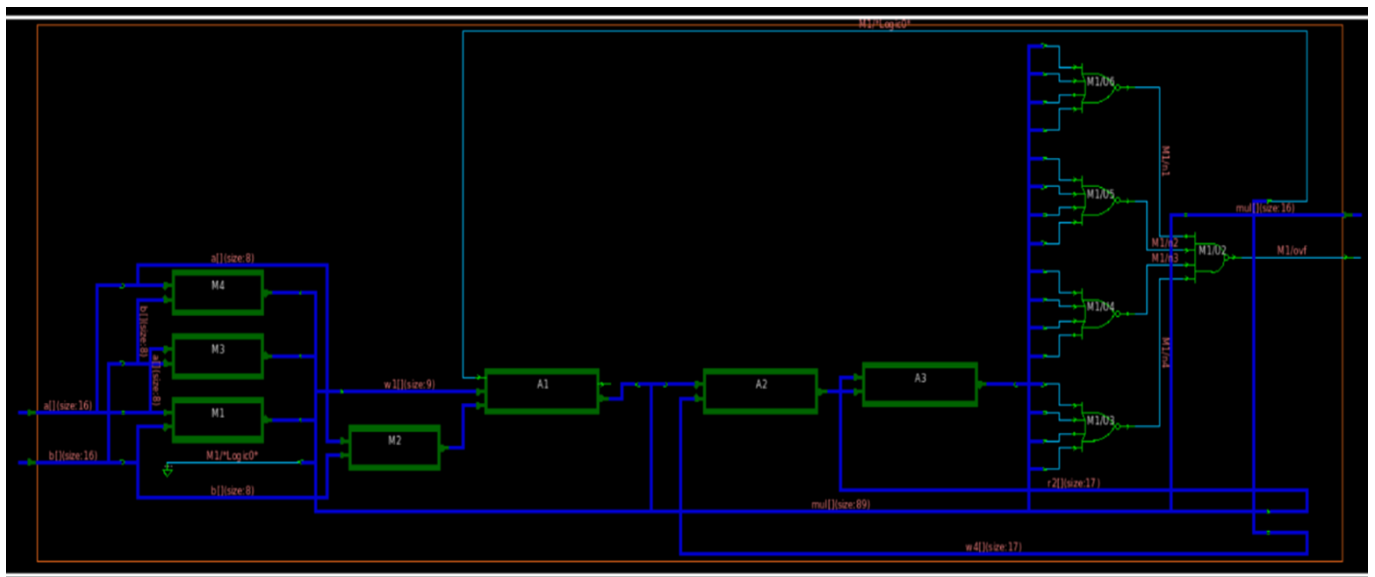 M1/*Logic0*
M1/U6
M1/n1
M1/U5
mul[](size:16)
M1/n2
M1/U2
M1/ovf
M1/n3
a[](size:8)
M4
b[](size:8)
M1/U4
M3
a[](size:8)
M1/n4
A1
A2
A3
w1[](size:9)
a[](size:16)
M1
M1/U3
M2
b[](size:16)
M1/*Logic0*
r2[](size:17)
b[](size:8)
mul[](size:89)
w4[](size:17)